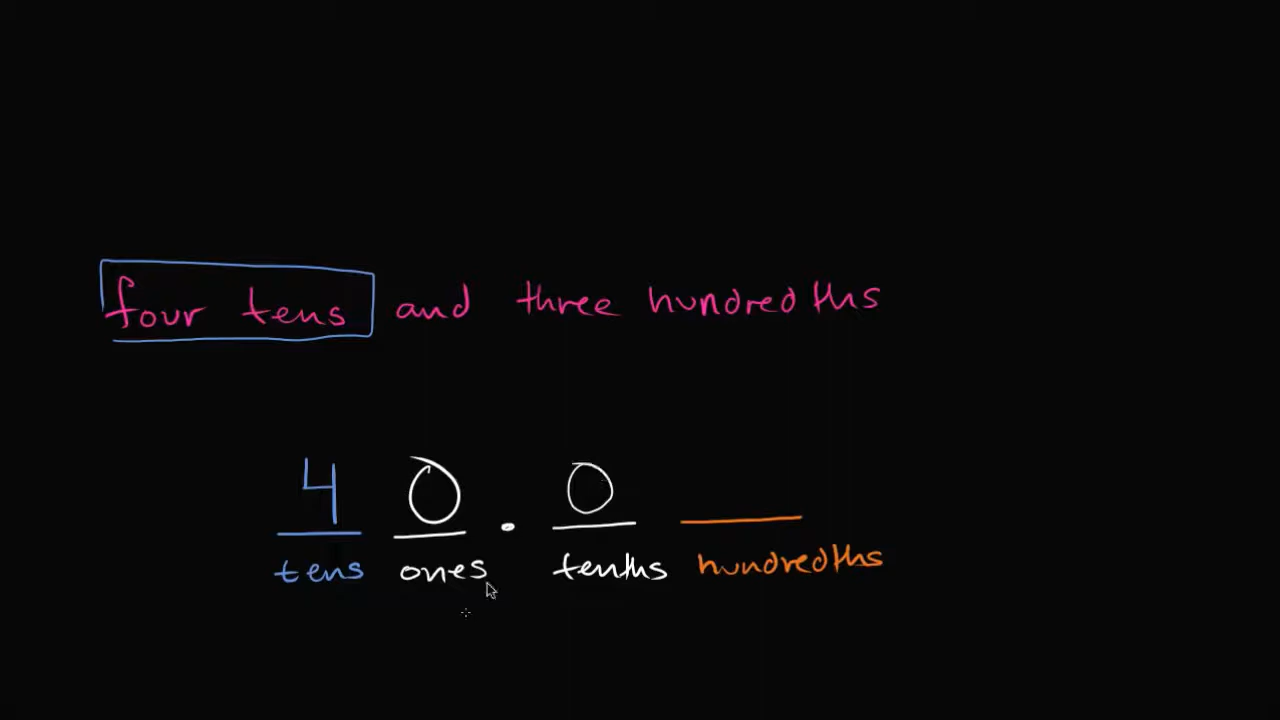 four tens and three hundredths
4 0 . 0
tens ones tenths hundredths